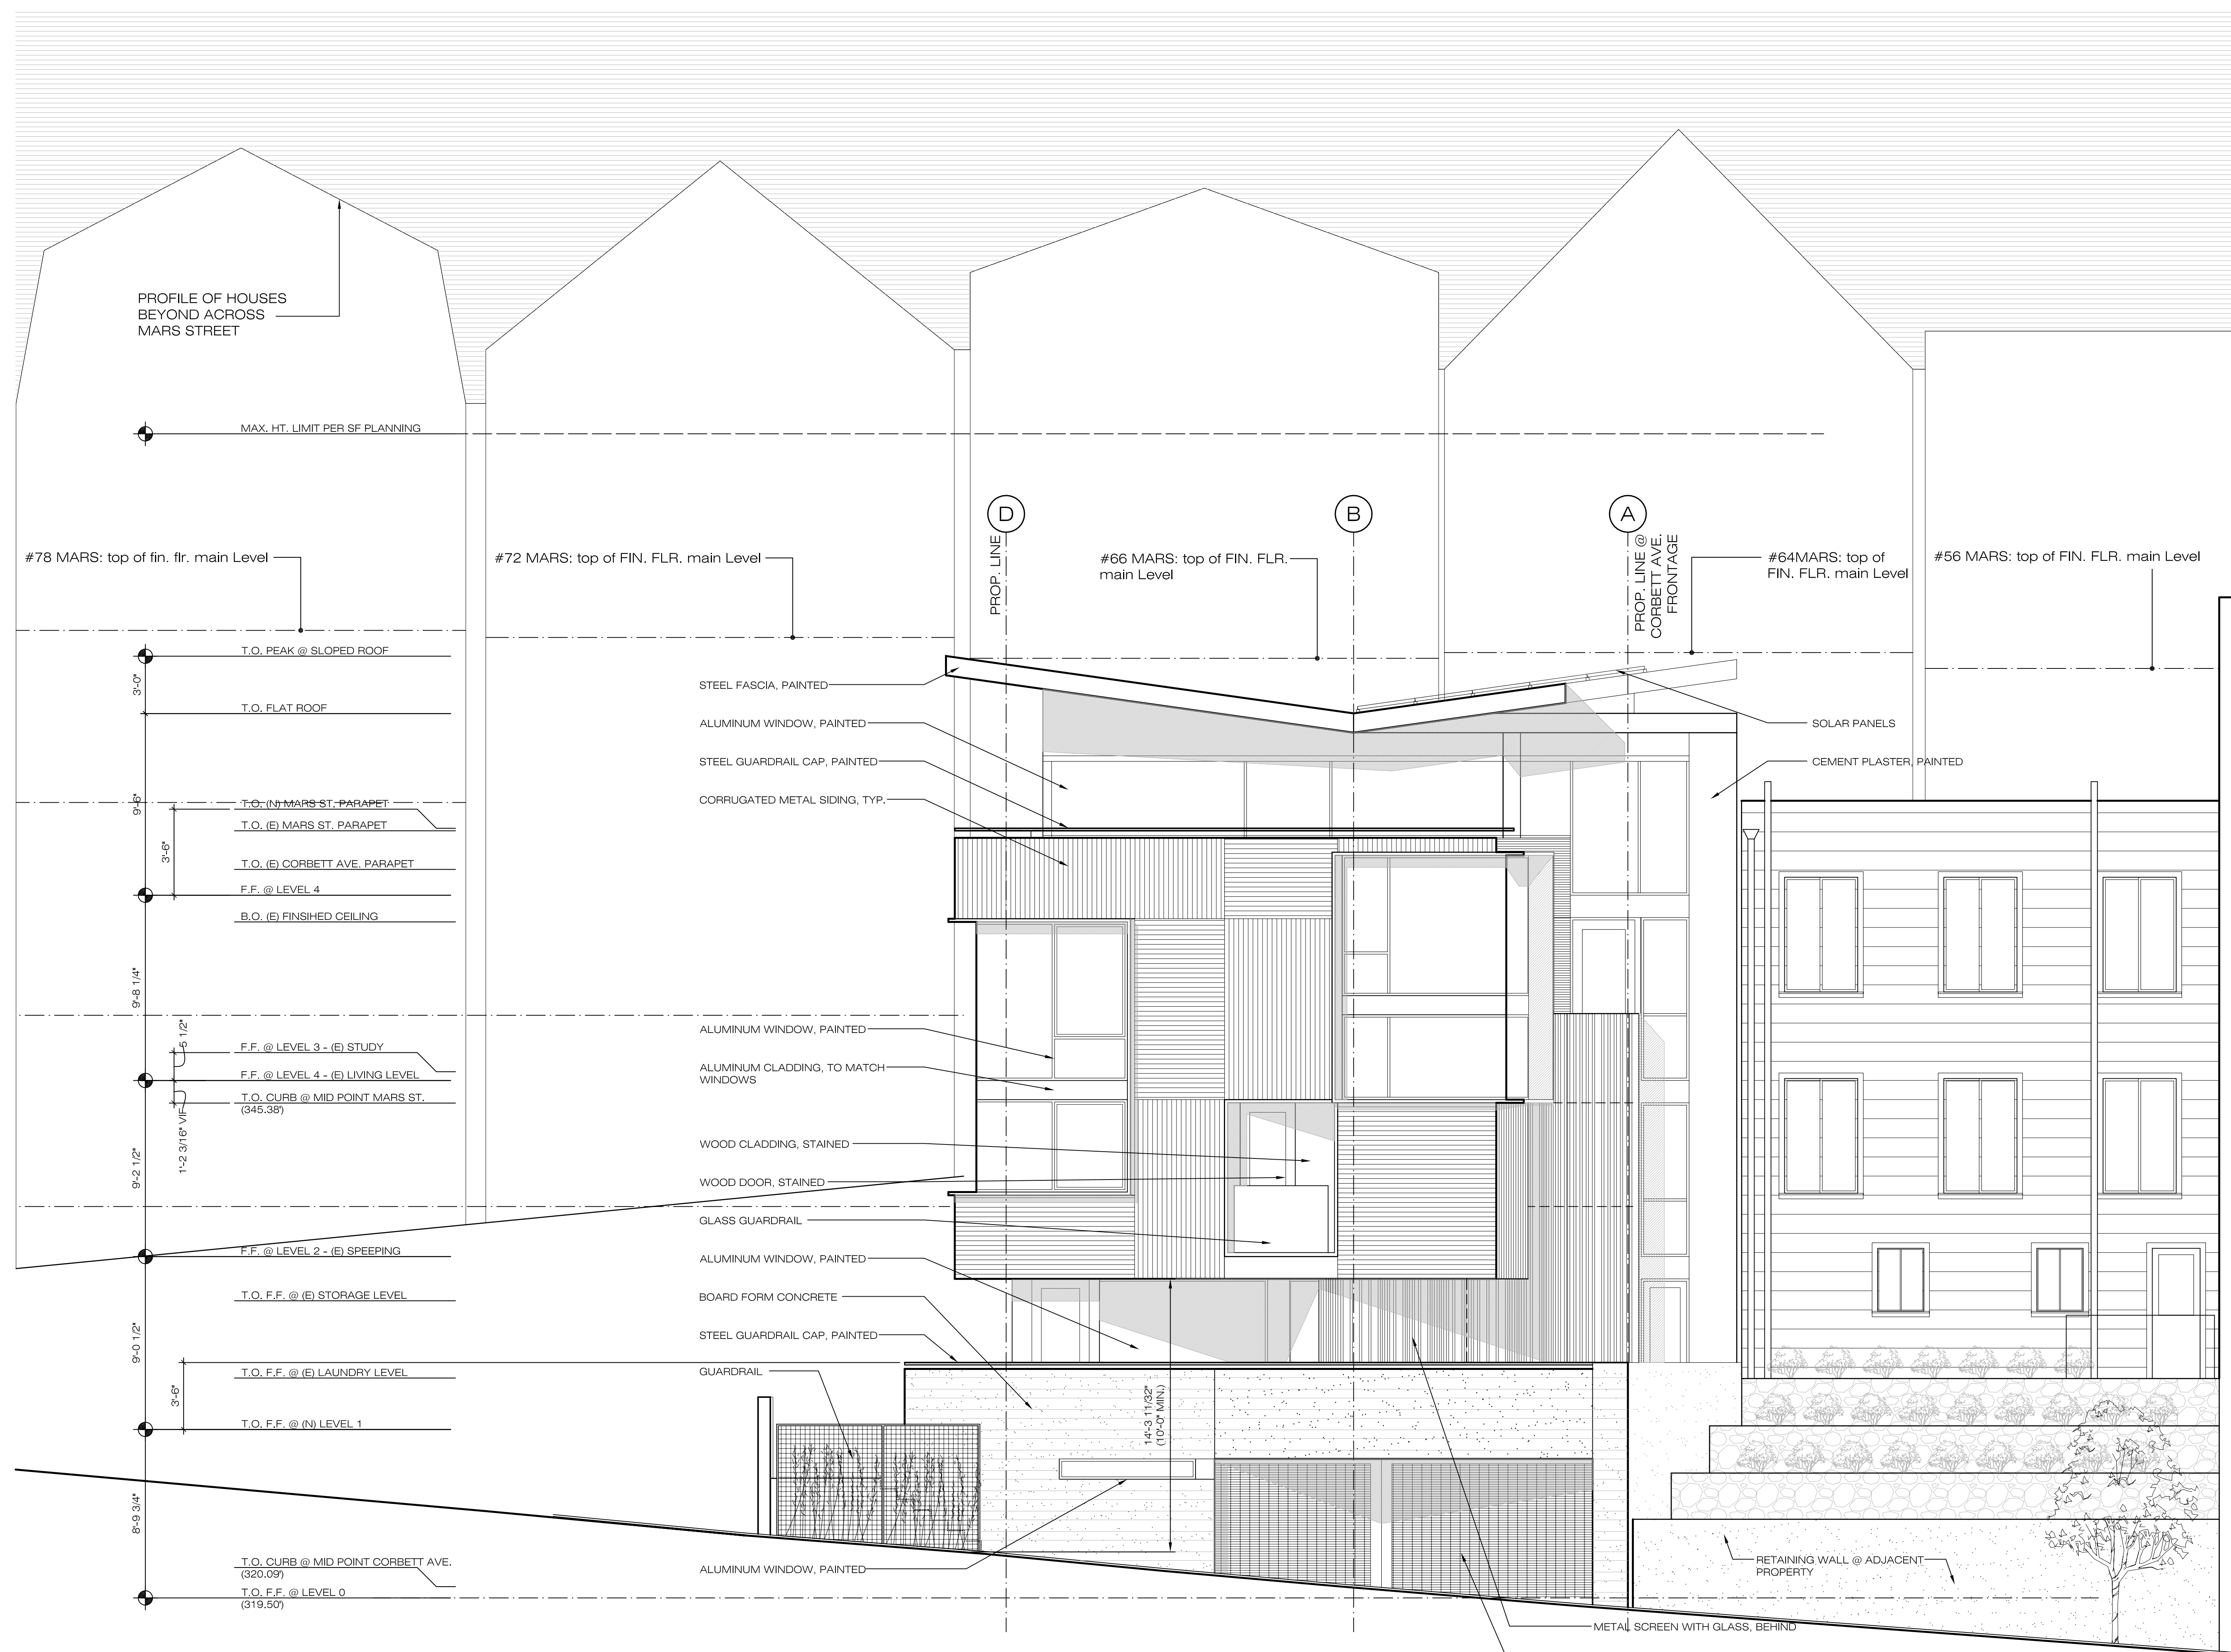 PROFILE OF HOUSES
BEYOND ACROSS
MARS STREET
MAX. HT. LIMIT PER SF PLANNING
D
B
A
PROP. LINE
PROP. LINE @
CORBETT AVE.
FRONTAGE
#78 MARS: top of fin. flr. main Level
#72 MARS: top of FIN. FLR. main Level
#66 MARS: top of FIN. FLR.
main Level
#64MARS: top of
FIN. FLR. main Level
#56 MARS: top of FIN. FLR. main Level
T.O. PEAK @ SLOPED ROOF
3'-0"
T.O. FLAT ROOF
9'-6"
T.O. (N) MARS ST. PARAPET
T.O. (E) MARS ST. PARAPET
3'-6"
T.O. (E) CORBETT AVE. PARAPET
F.F. @ LEVEL 4
B.O. (E) FINSIHED CEILING
9'-8 1/4"
5 1/2"
F.F. @ LEVEL 3 - (E) STUDY
F.F. @ LEVEL 4 - (E) LIVING LEVEL
T.O. CURB @ MID POINT MARS ST.
(345.38')
1'-2 3/16" VIF
9'-2 1/2"
F.F. @ LEVEL 2 - (E) SPEEPING
T.O. F.F. @ (E) STORAGE LEVEL
9'-0 1/2"
T.O. F.F. @ (E) LAUNDRY LEVEL
3'-6"
T.O. F.F. @ (N) LEVEL 1
8'-9 3/4"
T.O. CURB @ MID POINT CORBETT AVE.
(320.09')
T.O. F.F. @ LEVEL 0
(319.50')
STEEL FASCIA, PAINTED
ALUMINUM WINDOW, PAINTED
STEEL GUARDRAIL CAP, PAINTED
CORRUGATED METAL SIDING, TYP.
ALUMINUM WINDOW, PAINTED
ALUMINUM CLADDING, TO MATCH
WINDOWS
WOOD CLADDING, STAINED
WOOD DOOR, STAINED
GLASS GUARDRAIL
ALUMINUM WINDOW, PAINTED
BOARD FORM CONCRETE
STEEL GUARDRAIL CAP, PAINTED
GUARDRAIL
ALUMINUM WINDOW, PAINTED
14'-3 11/32"
(10'-0" MIN.)
SOLAR PANELS
CEMENT PLASTER, PAINTED
RETAINING WALL @ ADJACENT
PROPERTY
METAL SCREEN WITH GLASS, BEHIND